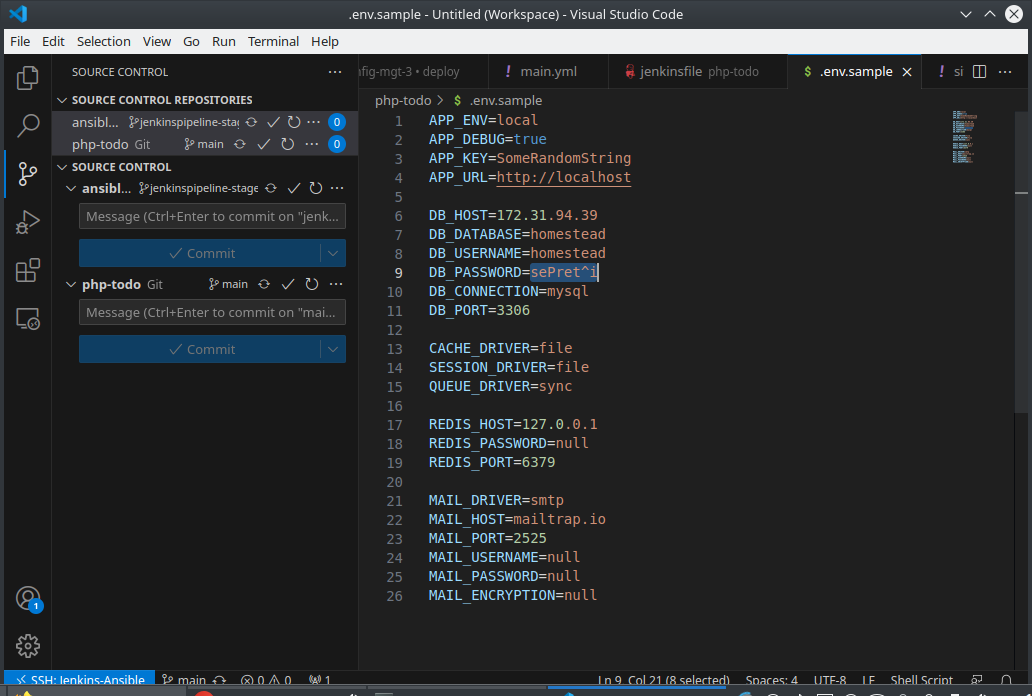 .env.sample - Untitled (Workspace) - Visual Studio Code
File Edit Selection View Go Run Terminal Help
SOURCE CONTROL
nfig-mgt-3 • deploy
! main.yml
jenkinsfile php-todo
$ .env.sample
! si
SOURCE CONTROL REPOSITORIES
ansibl... jenkinspipeline-stag 0
php-todo Git main 0
SOURCE CONTROL
ansibl... jenkinspipeline-stage
Message (Ctrl+Enter to commit on "jenk...
Commit
php-todo Git main
Message (Ctrl+Enter to commit on "mai...
Commit
php-todo > $ .env.sample
1 APP_ENV=local
2 APP_DEBUG=true
3 APP_KEY=SomeRandomString
4 APP_URL=http://localhost
5
6 DB_HOST=172.31.94.39
7 DB_DATABASE=homestead
8 DB_USERNAME=homestead
9 DB_PASSWORD=sePret^i
10 DB_CONNECTION=mysql
11 DB_PORT=3306
12
13 CACHE_DRIVER=file
14 SESSION_DRIVER=file
15 QUEUE_DRIVER=sync
16
17 REDIS_HOST=127.0.0.1
18 REDIS_PASSWORD=null
19 REDIS_PORT=6379
20
21 MAIL_DRIVER=smtp
22 MAIL_HOST=mailtrap.io
23 MAIL_PORT=2525
24 MAIL_USERNAME=null
25 MAIL_PASSWORD=null
26 MAIL_ENCRYPTION=null
1
SSH: Jenkins-Ansible main 0 0 1 Ln 9, Col 21 (8 selected) Spaces: 4 UTF-8 LF Shell Script